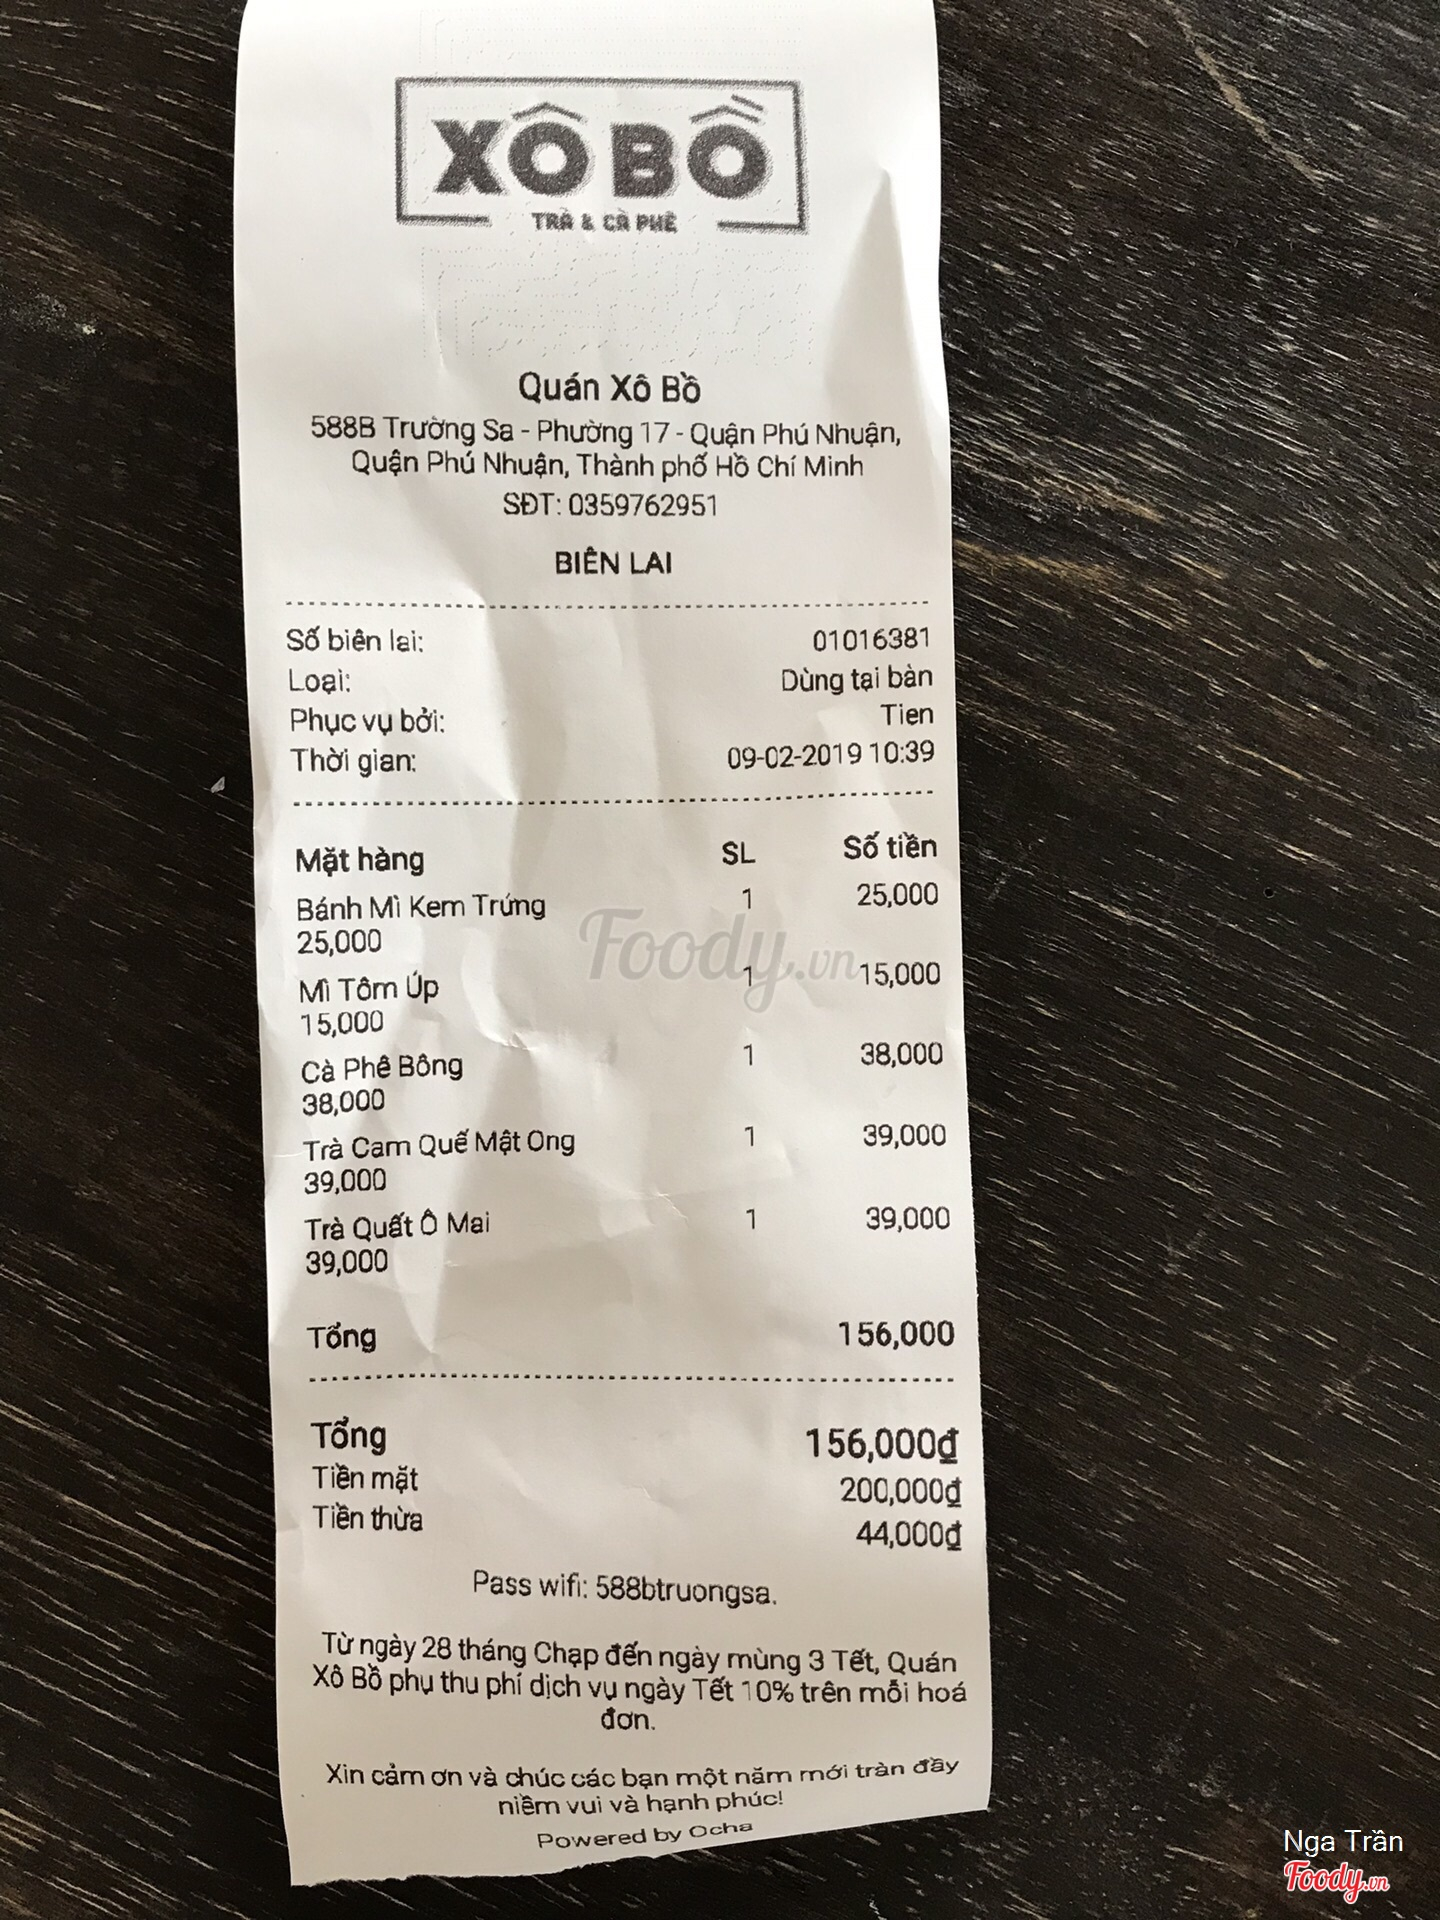 XÔ BỒ
TRÀ & CÀ PHÊ
Quán Xô Bồ
588B Trường Sa - Phường 17 - Quận Phú Nhuận,
Quận Phú Nhuận, Thành phố Hồ Chí Minh
SĐT: 0359762951
BIÊN LAI
Số biên lai: 01016381
Loại: Dùng tại bàn
Phục vụ bởi: Tien
Thời gian: 09-02-2019 10:39
Mặt hàng SL Số tiền
Bánh Mì Kem Trứng 1 25,000
25,000
Mì Tôm Úp 1 15,000
15,000
Cà Phê Bông 1 38,000
38,000
Trà Cam Quế Mật Ong 1 39,000
39,000
Trà Quất Ô Mai 1 39,000
39,000
Tổng 156,000
Tổng 156,000₫
Tiền mặt 200,000₫
Tiền thừa 44,000₫
Pass wifi: 588btruongsa.
Từ ngày 28 tháng Chạp đến ngày mùng 3 Tết, Quán
Xô Bồ phụ thu phí dịch vụ ngày Tết 10% trên mỗi hoá
đơn.
Xin cảm ơn và chúc các bạn một năm mới tràn đầy
niềm vui và hạnh phúc!
Powered by Ocha
Foody.vn
Nga Trần
Foody.vn